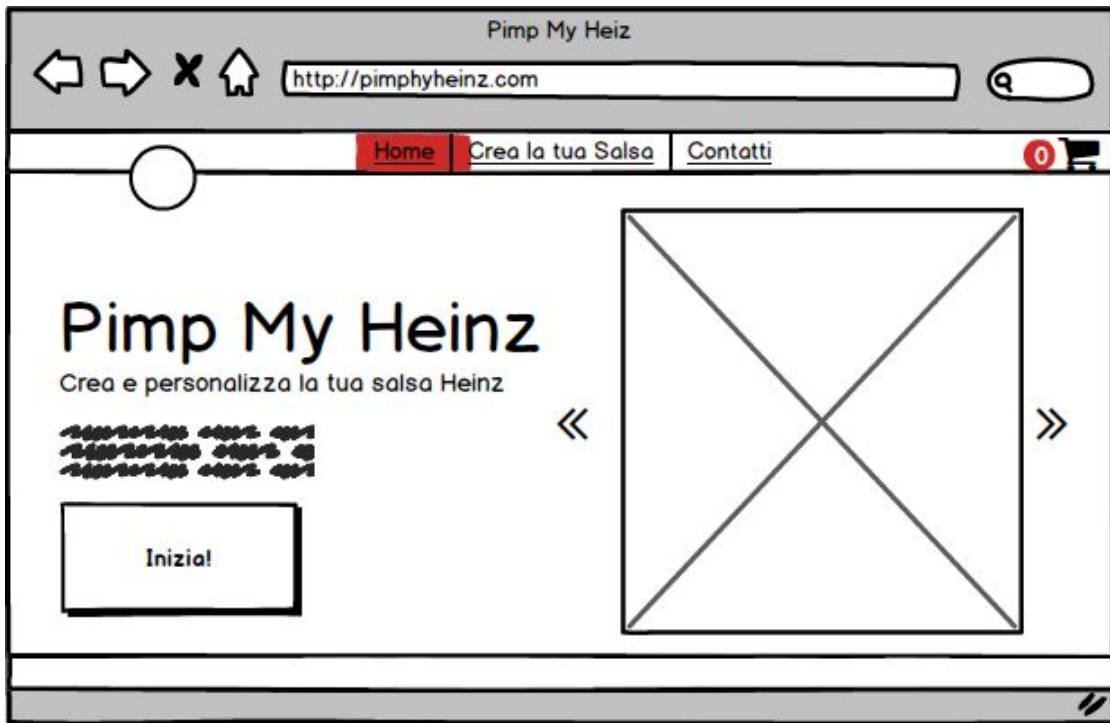 Pimp My Heiz
http://pimphyheinz.com
Home Crea la tua Salsa Contatti 0
Pimp My Heinz
Crea e personalizza la tua salsa Heinz
Inizia!